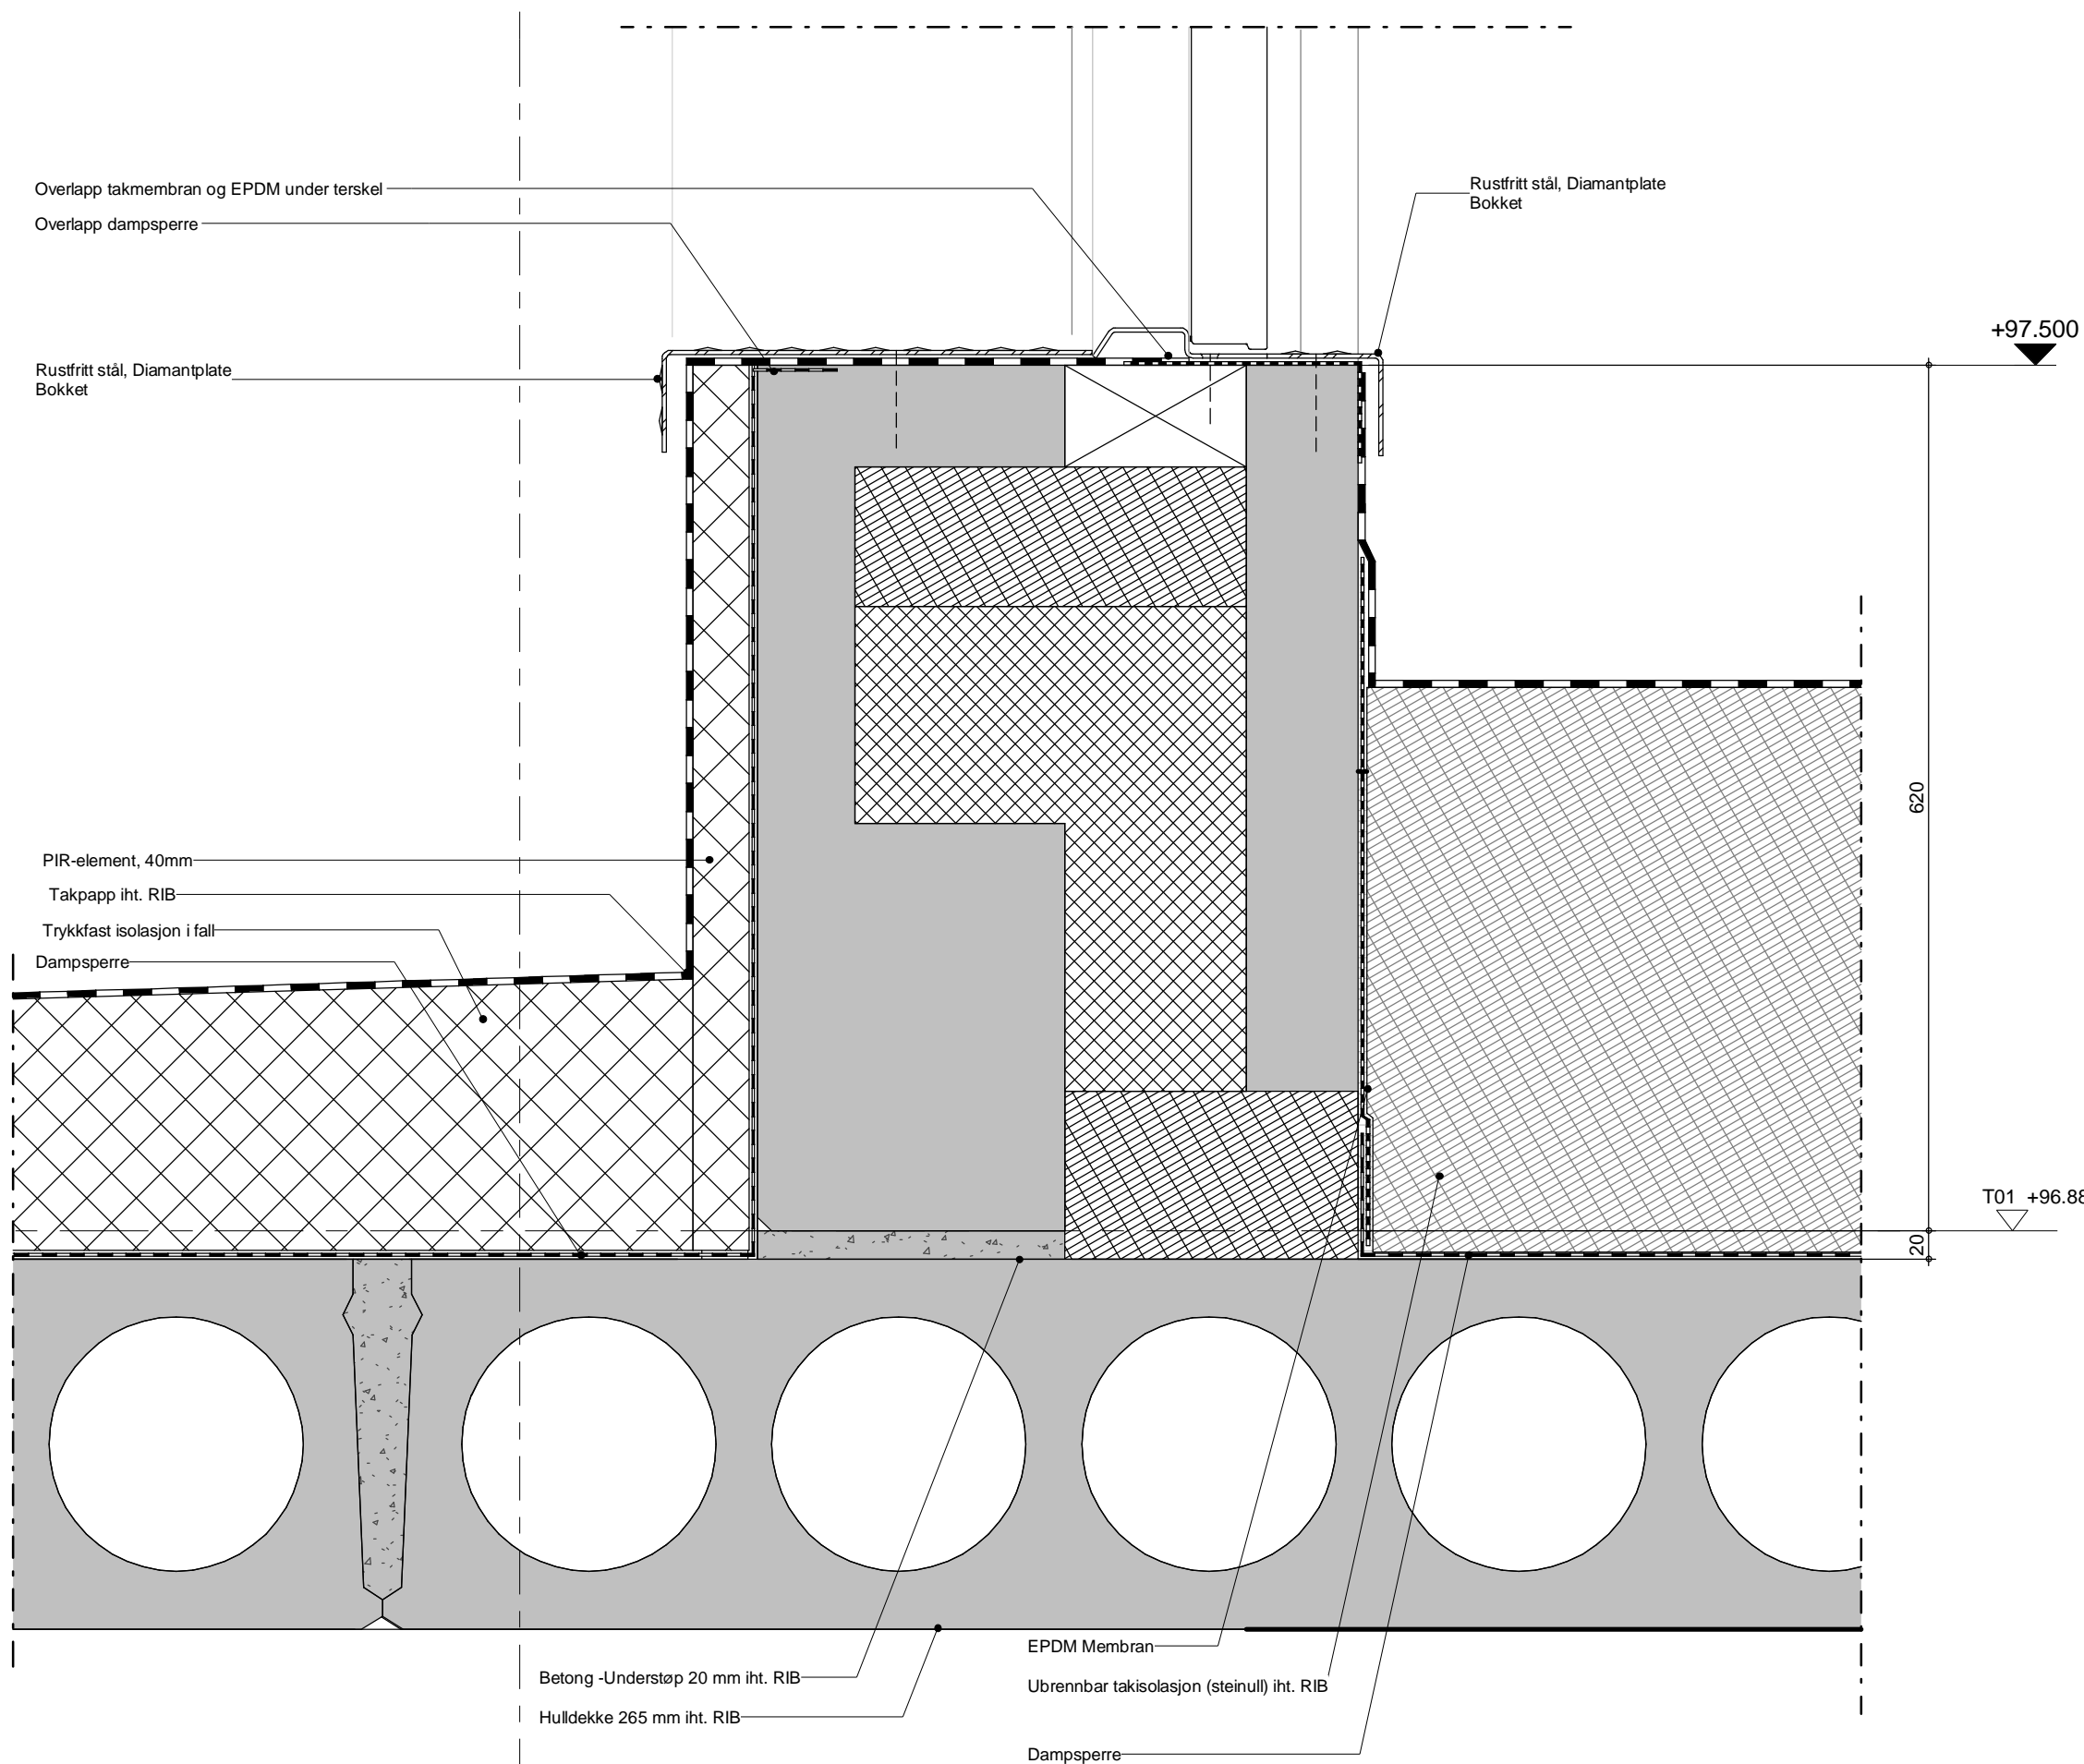 Overlapp takmembran og EPDM under terskel
Overlapp dampsperre
Rustfritt stål, Diamantplate
Bokket
+97.500
Rustfritt stål, Diamantplate
Bokket
620
PIR-element, 40mm
Takpapp iht. RIB
Trykkfast isolasjon i fall
Dampsperre
T01 +96.88
20
EPDM Membran
Betong -Understøp 20 mm iht. RIB
Ubrennbar takisolasjon (steinull) iht. RIB
Hulldekke 265 mm iht. RIB
Dampsperre